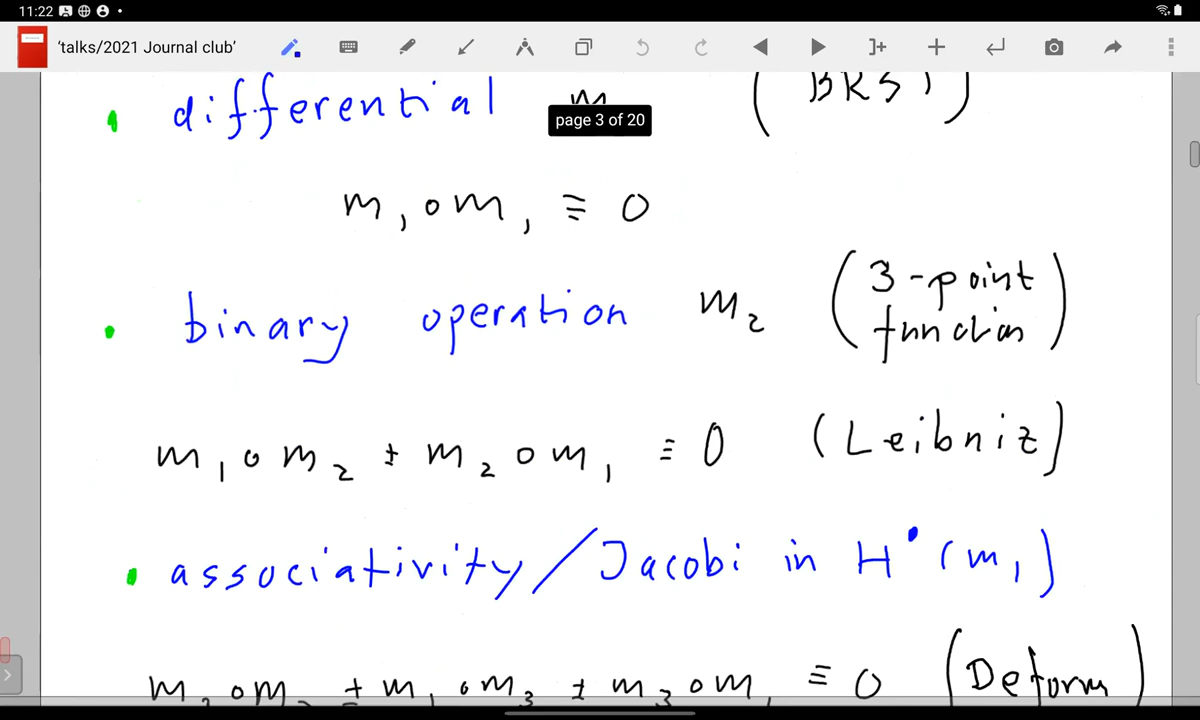 11:22
'talks/2021 Journal club'
• differential m (BRST)
page 3 of 20
m₁ ∘ m₁ ≡ 0
• binary operation m₂ (3-point function)
m₁ ∘ m₂ ± m₂ ∘ m₁ = 0 (Leibniz)
• associativity/Jacobi in H•(m₁)
m₂ ∘ m₂ ± m₁ ∘ m₃ ± m₃ ∘ m₁ ≡ 0 (Deform)